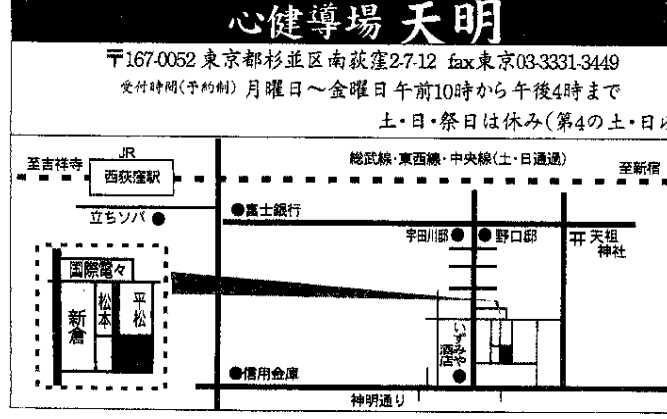 心健導場 天明
〒167-0052 東京都杉並区南荻窪2-7-12 fax東京03-3331-3449
受付時間(予約制) 月曜日～金曜日午前10時から午後4時まで
土・日・祭日は休み(第4の土・日
至吉祥寺
JR
西荻窪駅
総武線・東西線・中央線(土・日通過)
至新宿
立ちソバ
富士銀行
宇田川邸
野口邸
天祖
神社
国際電々
新倉
松本
平松
いずみや
酒店
信用金庫
神明通り